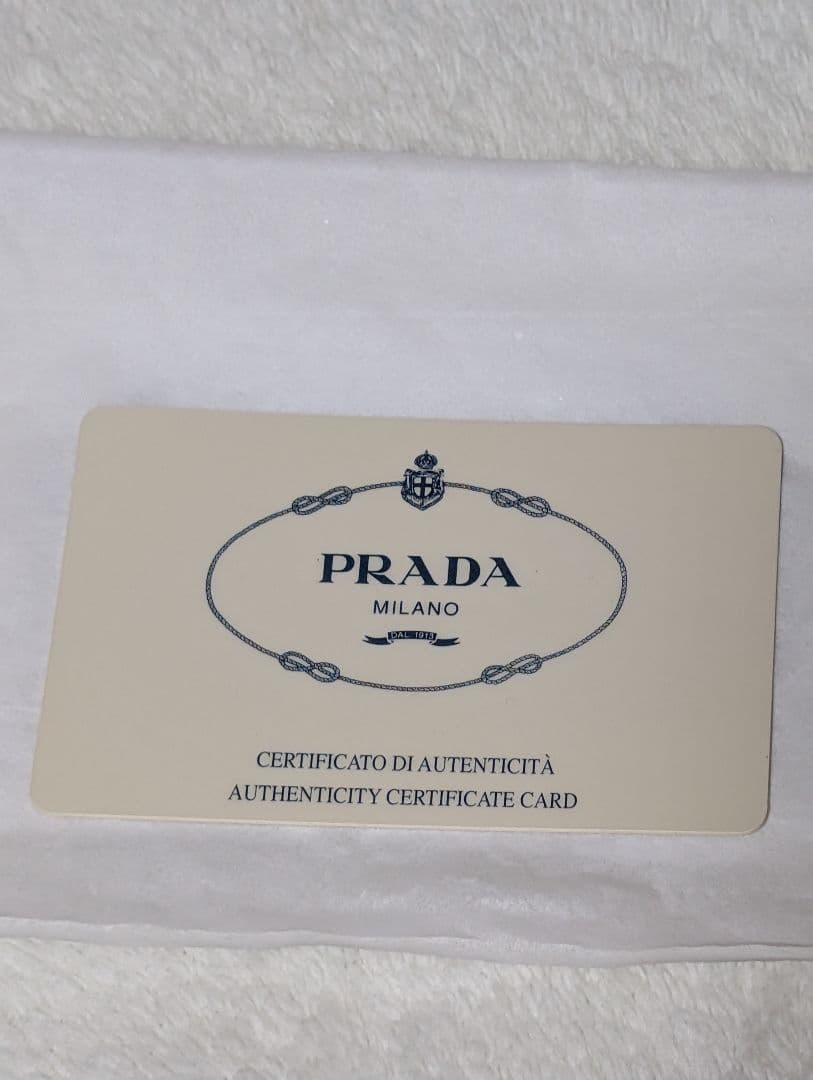 PRADA
MILANO
DAL 1913
CERTIFICATO DI AUTENTICITÀ
AUTHENTICITY CERTIFICATE CARD